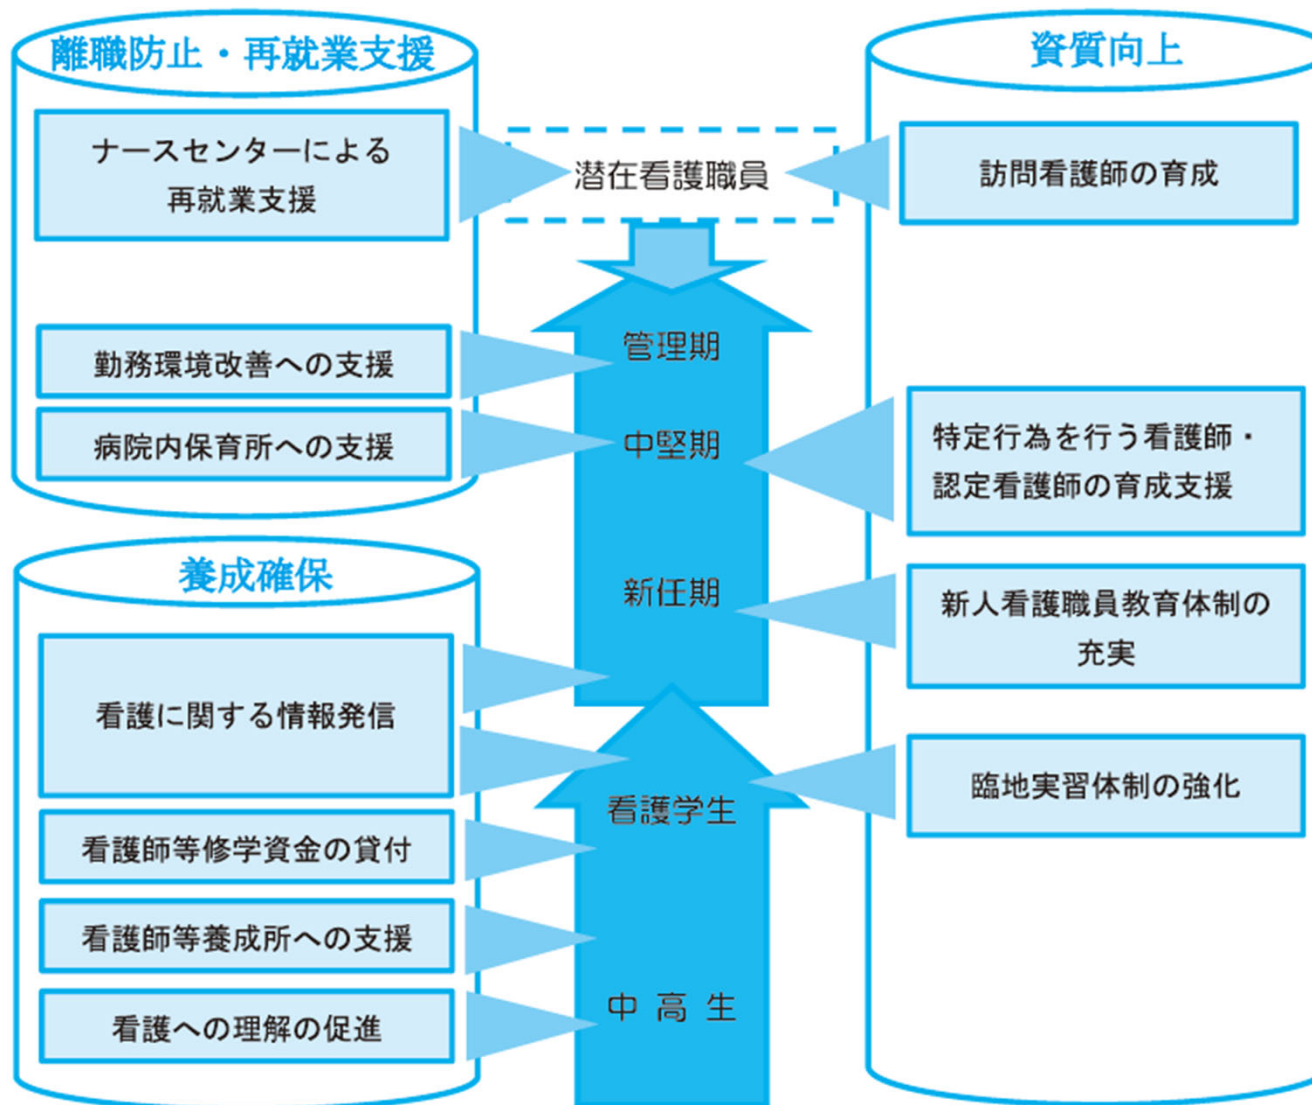 離職防止・再就業支援
ナースセンターによる
再就業支援
勤務環境改善への支援
病院内保育所への支援
養成確保
看護に関する情報発信
看護師等修学資金の貸付
看護師等養成所への支援
看護への理解の促進
潜在看護職員
管理期
中堅期
新任期
看護学生
中高生
資質向上
訪問看護師の育成
特定行為を行う看護師・
認定看護師の育成支援
新人看護職員教育体制の
充実
臨地実習体制の強化